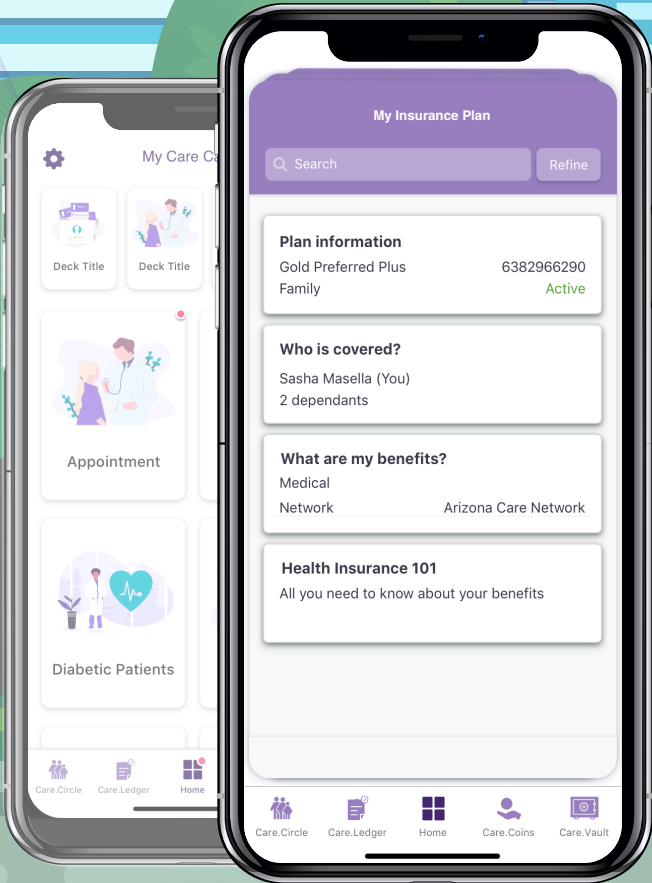 My Care Ca
Deck Title
Deck Title
Appointment
Diabetic Patients
Care.Circle
Care.Ledger
Home
My Insurance Plan
Search
Refine
Plan information
Gold Preferred Plus 6382966290
Family Active
Who is covered?
Sasha Masella (You)
2 dependants
What are my benefits?
Medical
Network Arizona Care Network
Health Insurance 101
All you need to know about your benefits
Care.Circle
Care.Ledger
Home
Care.Coins
Care.Vault